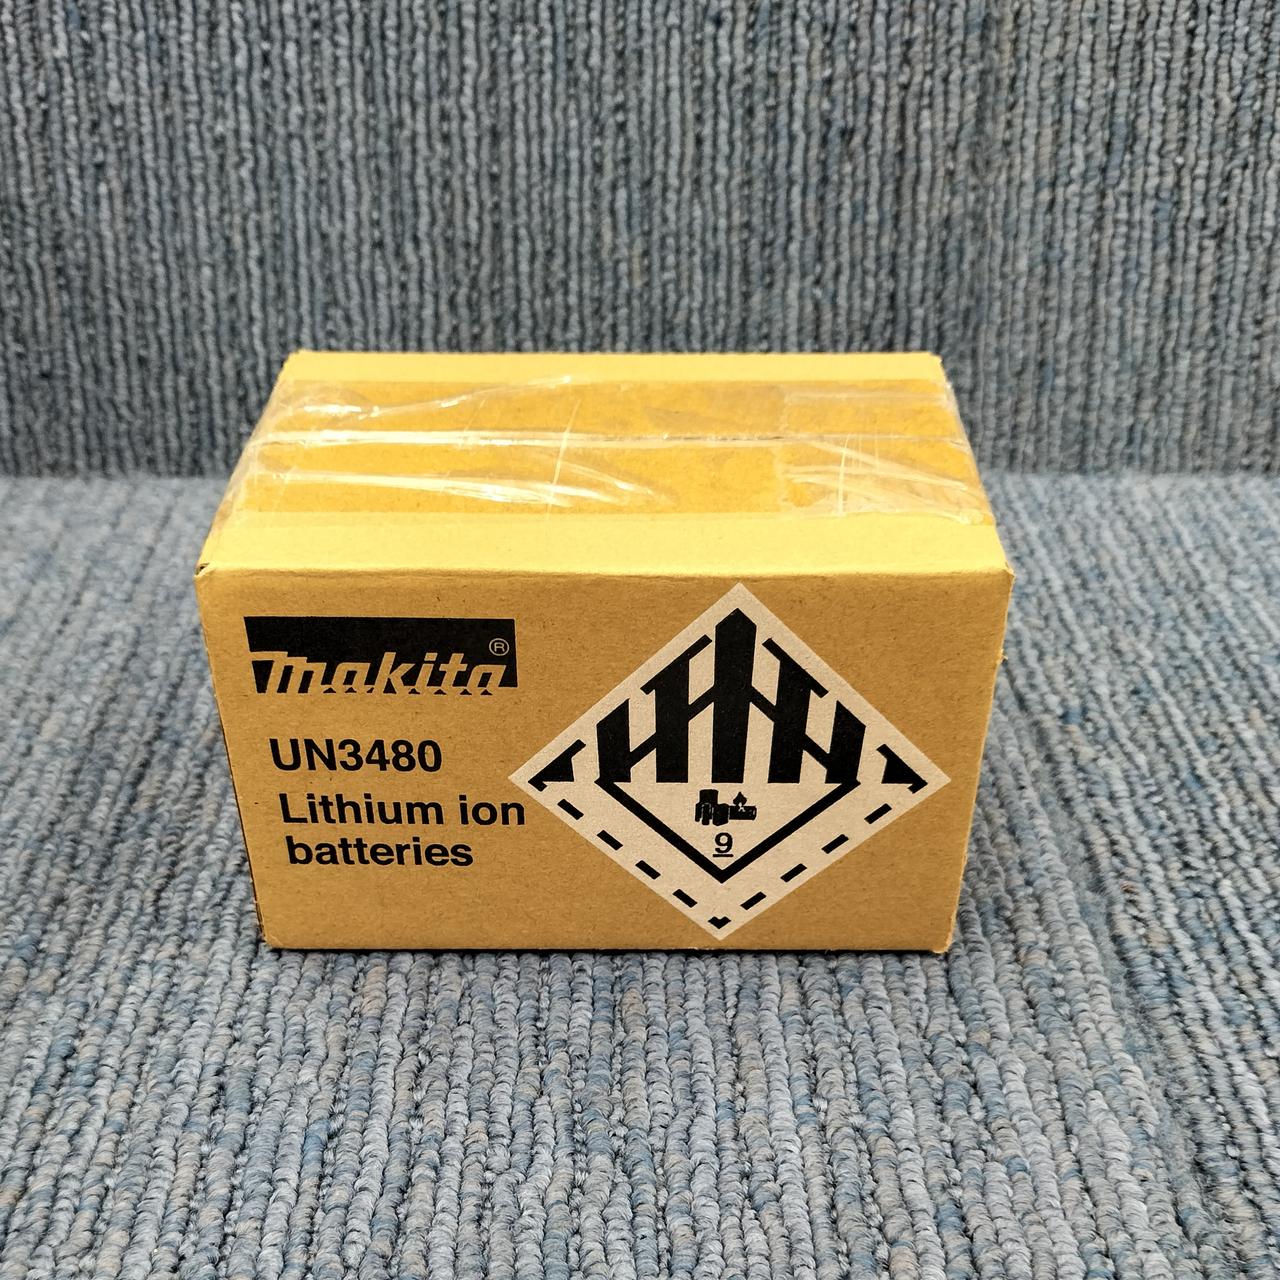 makita®
UN3480
Lithium ion
batteries
9